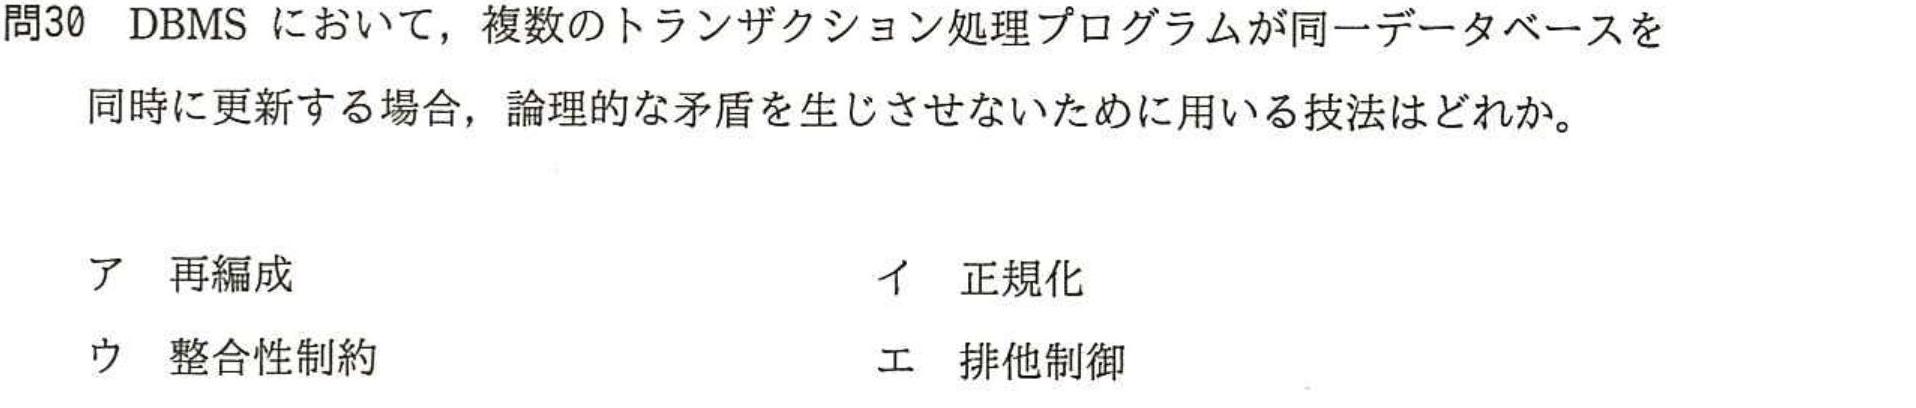 問30 DBMS において，複数のトランザクション処理プログラムが同一データベースを
同時に更新する場合，論理的な矛盾を生じさせないために用いる技法はどれか。
ア 再編成 イ 正規化
ウ 整合性制約 エ 排他制御